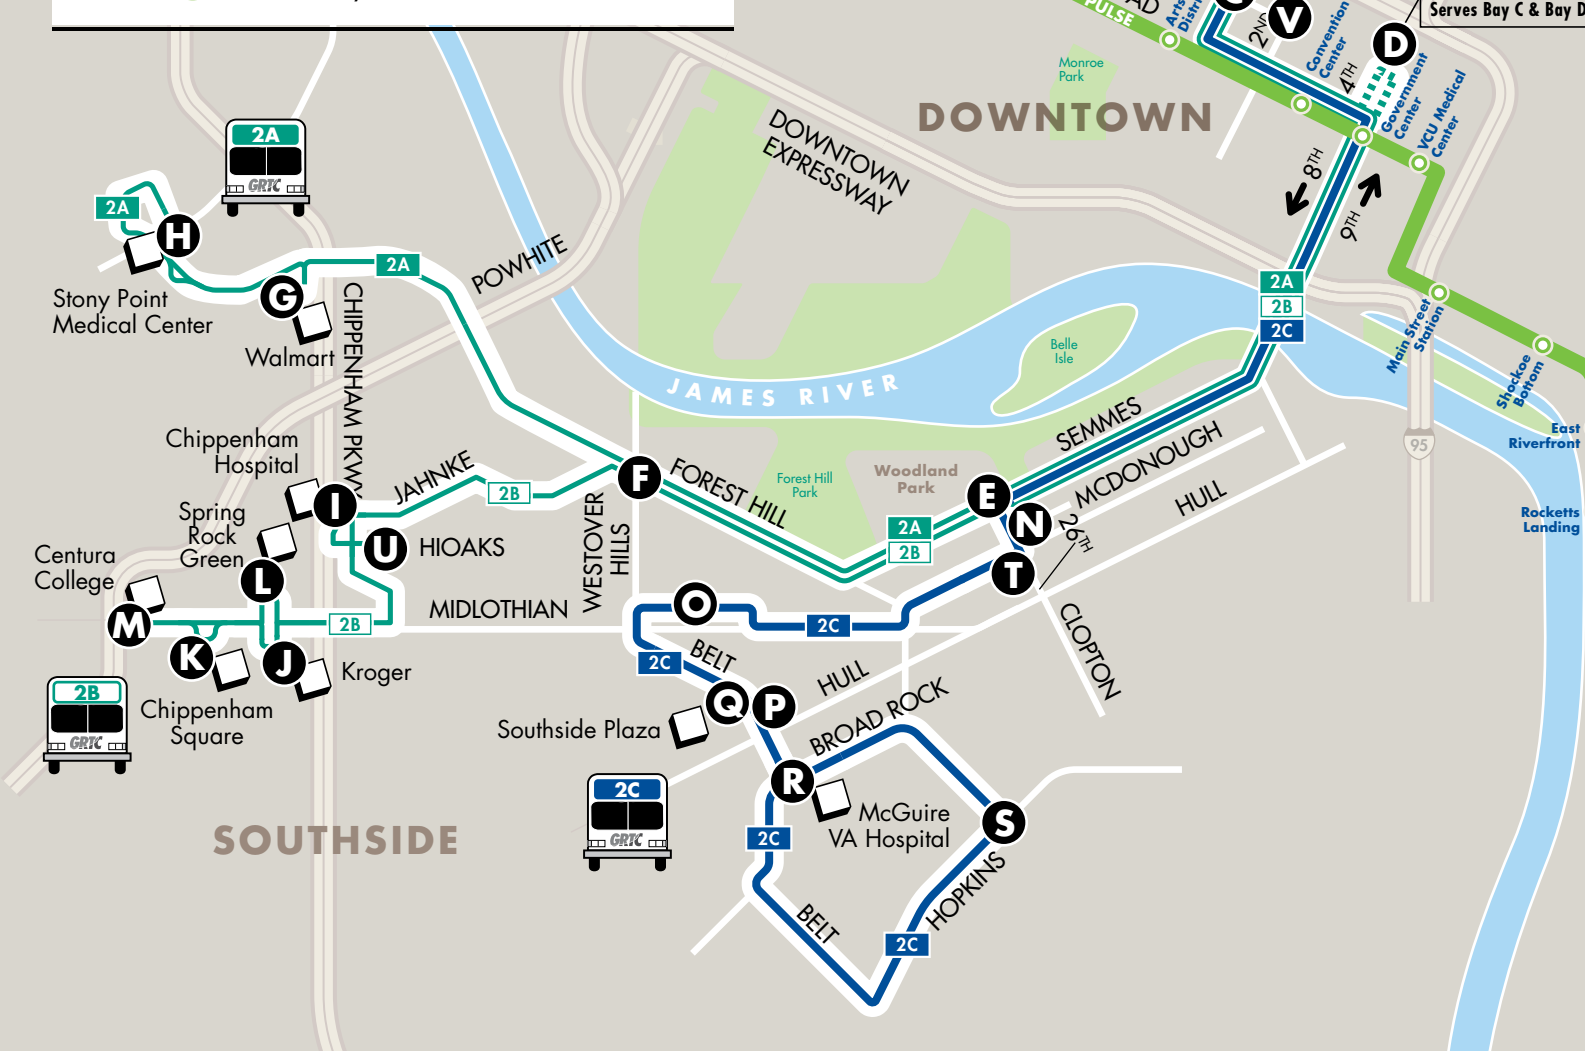 PULSE
Arts
2ND
V
Convention
Center
4TH
D
Serves Bay C & Bay D
Government
Center
VCU Medical
Center
Monroe
Park
DOWNTOWN
DOWNTOWN
EXPRESSWAY
8TH
9TH
2A
GRTC
2A
H
Stony Point
Medical Center
G
Walmart
2A
POWHITE
CHIPPENHAM PKWY
JAMES RIVER
Belle
Isle
2A
2B
2C
Main Street
Station
Shockoe
Bottom
East
Riverfront
95
Rocketts
Landing
SEMMES
MCDONOUGH
HULL
Chippenham
Hospital
I
JAHNKE
2B
F
FOREST HILL
Forest Hill
Park
Woodland
Park
E
N
26TH
T
2A
2B
Spring
Rock
Green
U
HIOAKS
WESTOVER
HILLS
Centura
College
L
M
K
J
2B
MIDLOTHIAN
O
2C
CLOPTON
Kroger
Chippenham
Square
2B
GRTC
2C
BELT
Q
P
HULL
Southside Plaza
BROAD ROCK
R
McGuire
VA Hospital
2C
GRTC
2C
S
HOPKINS
BELT
2C
SOUTHSIDE